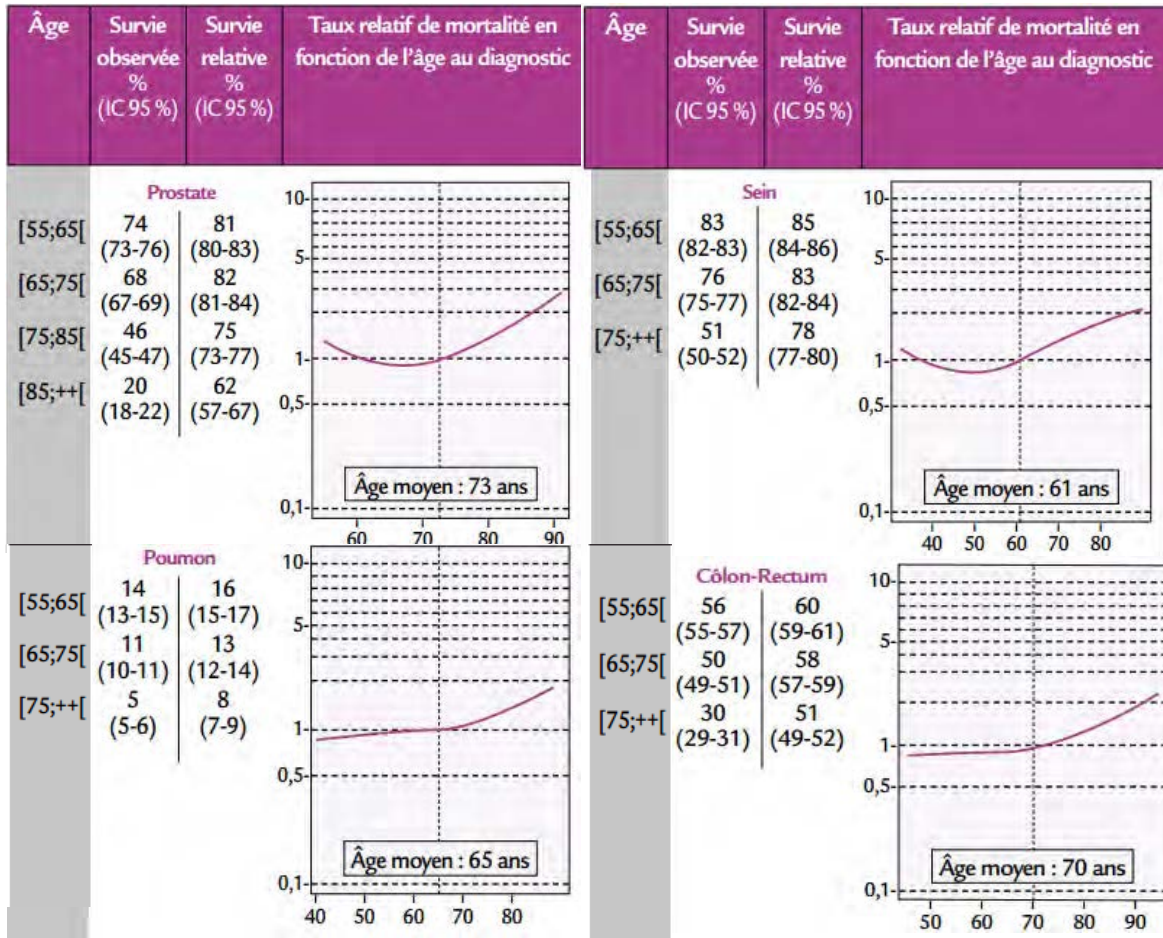 Âge
Survie
observée
%
(IC 95 %)
Survie
relative
%
(IC 95 %)
Taux relatif de mortalité en
fonction de l'âge au diagnostic
Prostate
[55;65[ 74 81
(73-76) (80-83)
[65;75[ 68 82
(67-69) (81-84)
[75;85[ 46 75
(45-47) (73-77)
[85;++[ 20 62
(18-22) (57-67)
10
5
1
0,5
0,1
Âge moyen : 73 ans
60 70 80 90
Âge
Survie
observée
%
(IC 95 %)
Survie
relative
%
(IC 95 %)
Taux relatif de mortalité en
fonction de l'âge au diagnostic
Sein
[55;65[ 83 85
(82-83) (84-86)
[65;75[ 76 83
(75-77) (82-84)
[75;++[ 51 78
(50-52) (77-80)
10
5
1
0,5
0,1
Âge moyen : 61 ans
40 50 60 70 80
Poumon
[55;65[ 14 16
(13-15) (15-17)
[65;75[ 11 13
(10-11) (12-14)
[75;++[ 5 8
(5-6) (7-9)
10
5
1
0,5
0,1
Âge moyen : 65 ans
40 50 60 70 80
Côlon-Rectum
[55;65[ 56 60
(55-57) (59-61)
[65;75[ 50 58
(49-51) (57-59)
[75;++[ 30 51
(29-31) (49-52)
10
5
1
0,5
0,1
Âge moyen : 70 ans
50 60 70 80 90